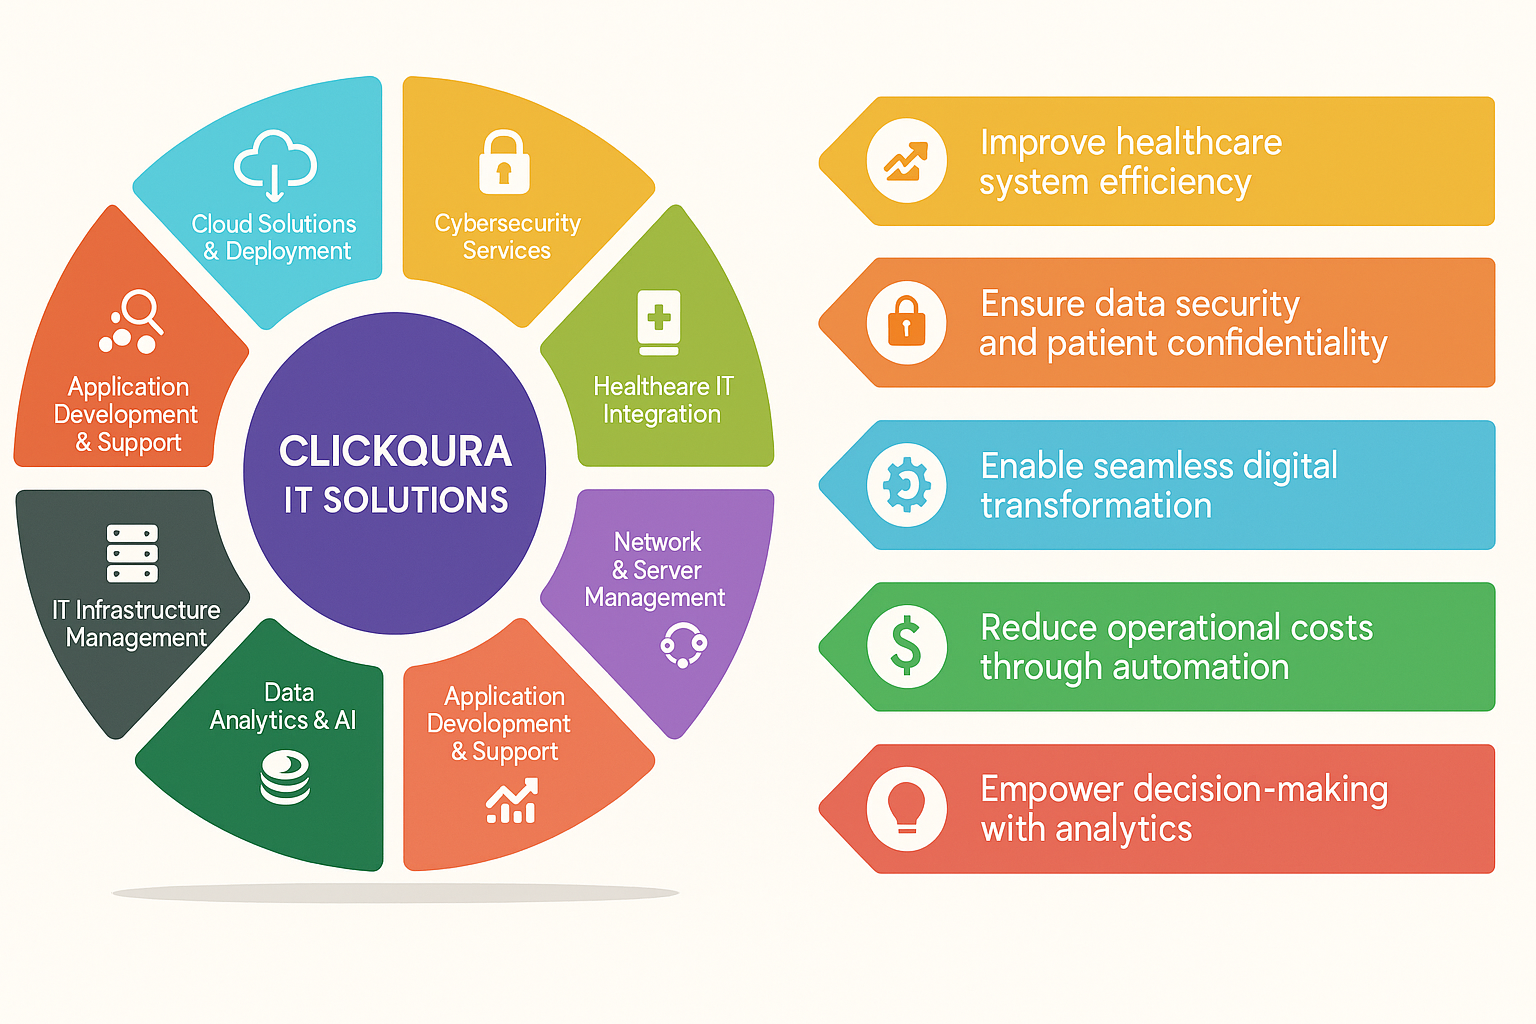 Cloud Solutions
& Deployment
Cybersecurity
Services
Application
Development
& Support
Healtheare IT
Integration
CLICKQURA
IT SOLUTIONS
IT Infrastructure
Management
Network
& Server
Management
Data
Analytics & AI
Application
Devolopment
& Support
Improve healthcare
system efficiency
Ensure data security
and patient confidentiality
Enable seamless digital
transformation
Reduce operational costs
through automation
Empower decision-making
with analytics